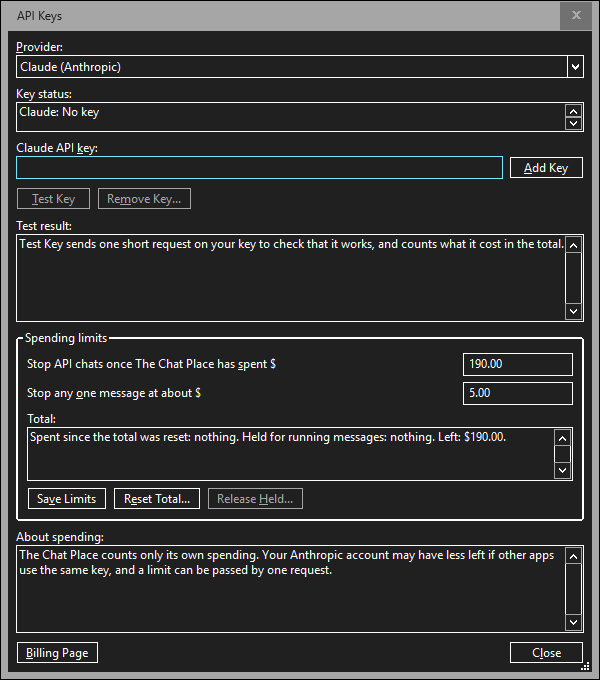 API Keys
Provider:
Claude (Anthropic)
Key status:
Claude: No key
Claude API key:
Add Key
Test Key
Remove Key...
Test result:
Test Key sends one short request on your key to check that it works, and counts what it cost in the total.
Spending limits
Stop API chats once The Chat Place has spent $
190.00
Stop any one message at about $
5.00
Total:
Spent since the total was reset: nothing. Held for running messages: nothing. Left: $190.00.
Save Limits
Reset Total...
Release Held...
About spending:
The Chat Place counts only its own spending. Your Anthropic account may have less left if other apps
use the same key, and a limit can be passed by one request.
Billing Page
Close